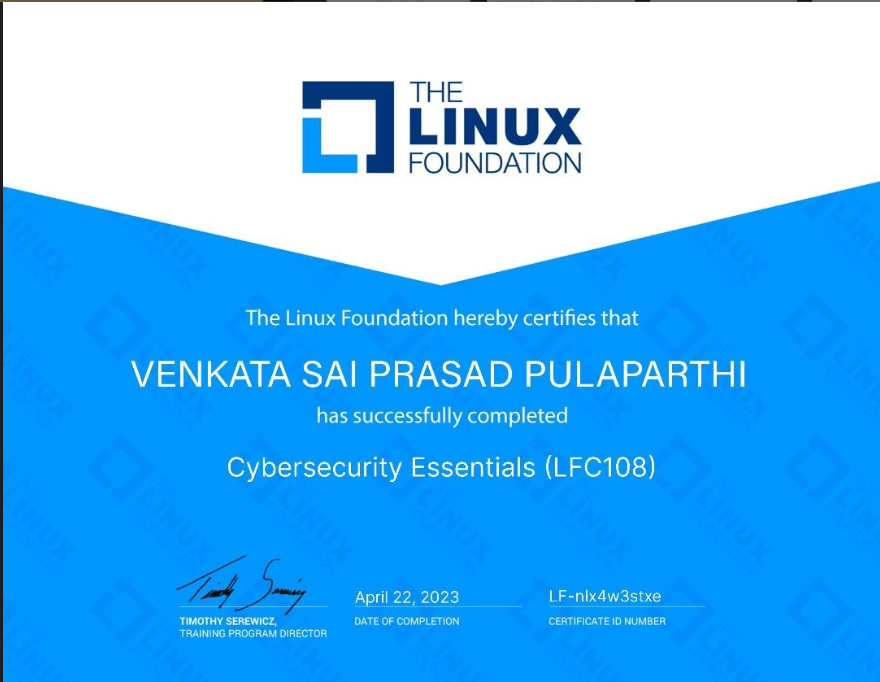 THE
LINUX
FOUNDATION
The Linux Foundation hereby certifies that
VENKATA SAI PRASAD PULAPARTHI
has successfully completed
Cybersecurity Essentials (LFC108)
Timothy Serewicz
April 22, 2023
LF-nlx4w3stxe
TIMOTHY SEREWICZ,
TRAINING PROGRAM DIRECTOR
DATE OF COMPLETION
CERTIFICATE ID NUMBER